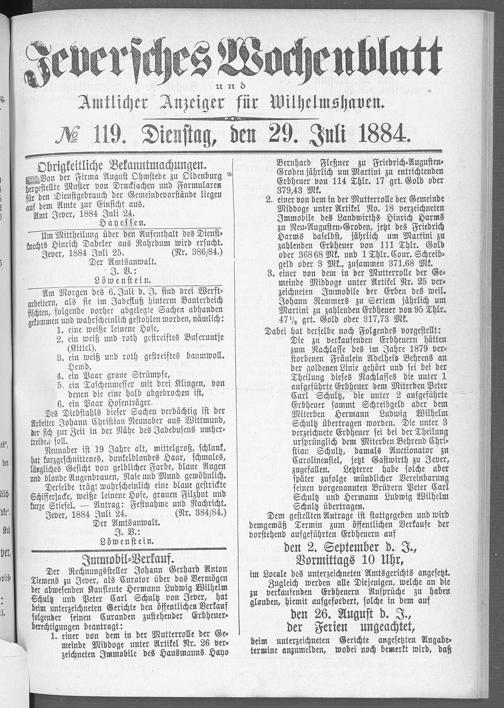 Jeversches Wochenblatt
und
Amtlicher Anzeiger für Wilhelmshaven.
№ 119. Dienstag, den 29. Juli 1884.
Obrigkeitliche Bekanntmachungen.
Von der Firma August Ohmstede zu Oldenburg
hergestellte Muster von Drucksachen und Formularen
für den Dienstgebrauch der Gemeindevorstände liegen
auf dem Amte zur Einsicht aus.
Amt Jever, 1884 Juli 24.
Hayessen.
Um Mittheilung über den Aufenthalt des Dienst-
knechts Hinrich Dabeler aus Rahrdum wird ersucht.
Jever, 1884 Juli 25. (Nr. 386/84.)
Der Amtsanwalt.
J. V.:
Löwenstein.
Am Morgen des 6. Juli d. J. sind drei Werft-
arbeitern, als sie im Jadefluß hinterm Banterdeich
fischten, folgende vorher abgelegte Sachen abhanden
gekommen und wahrscheinlich gestohlen worden, nämlich:
1. eine weiße leinene Hose,
2. ein weiß und roth gestreiftes Buseruntje
(Kittel),
3. ein weiß und roth gestreiftes baumwoll.
Hemd,
4. ein Paar graue Strümpfe,
5. ein Taschenmesser mit drei Klingen, von
denen die eine halb abgebrochen ist,
6. ein Paar Hosenträger.
Des Diebstahls dieser Sachen verdächtig ist der
Arbeiter Johann Christian Neunaber aus Wittmund,
der sich zur Zeit in der Nähe des Jadebusens umher-
treiben soll.
Neunaber ist 19 Jahre alt, mittelgroß, schlank,
hat kurzgeschnittenes, dunkelblondes Haar, schmales,
längliches Gesicht von gelblicher Farbe, blaue Augen
und blonde Augenbrauen, Nase und Mund gewöhnlich.
Derselbe trägt wahrscheinlich eine blaue gestrickte
Schifferjacke, weiße leinene Hose, grauen Filzhut und
kurze Stiefel. — Antrag: Festnahme und Nachricht.
Jever, 1884 Juli 24. (Nr. 384/84.)
Der Amtsanwalt.
J. V.:
Löwenstein.
Immobil-Verkauf.
Der Rechnungssteller Johann Gerhard Anton
Tiemens zu Jever, als Curator über das Vermögen
der abwesenden Kaufleute Hermann Ludwig Wilhelm
Schultz und Peter Carl Schultz von Jever, hat
beim unterzeichneten Gerichte den öffentlichen Verkauf
folgender seinen Curanden zustehender Erbheuer-
berechtigungen beantragt:
1. einer von dem in der Mutterrolle der Ge-
meinde Middoge unter Artikel Nr. 26 ver-
zeichneten Immobile des Hausmanns Hayo
Bernhard Fleßner zu Friedrich-Augusten-
Groden jährlich um Martini zu entrichtenden
Erbheuer von 114 Thlr. 17 grt. Gold oder
379,43 Mk.
2. einer von den in der Mutterrolle der Gemeinde
Middoge unter Artikel No. 18 verzeichneten
Immobile des Landwirths Hinrich Harms
zu Neu-Augusten-Groden, jetzt des Friedrich
Harms daselbst, jährlich um Martini zu
zahlenden Erbheuer von 111 Thlr. Gold
oder 368 68 Mk. und 1 Thlr. Cour. Schreib-
geld oder 3 Mk., zusammen 371,68 Mk.
3. einer von dem in der Mutterrolle der Ge-
meinde Middoge unter Artikel Nr. 25 ver-
zeichneten Immobile der Erben des weil.
Johann Remmers zu Seriem jährlich um
Martini zu zahlenden Erbheuer von 95 Thlr.
47½ grt. Gold oder 317,73 Mk.
Dabei hat derselbe noch Folgendes vorgestellt:
Die zu verkaufenden Erbheuern hätten
zum Nachlasse des im Jahre 1879 ver-
storbenen Fräulein Adelheid Behrens an
der goldenen Linie gehört und sei bei der
Theilung dieses Nachlasses die unter 1
aufgeführte Erbheuer dem Miterben Peter
Carl Schultz, die unter 2 aufgeführte
Erbheuer sammt Schreibgeld aber dem
Miterben Hermann Ludwig Wilhelm
Schultz übertragen worden. Die unter 3
verzeichnete Erbheuer sei bei der Theilung
ursprünglich dem Miterben Behrend Chri-
stian Schultz, damals Auctionator zu
Carolinensiel, jetzt Gastwirth zu Jever,
zugefallen. Letzterer habe solche aber
später zufolge mündlicher Vereinbarung
seinen vorgenannten Brüdern Peter Carl
Schultz und Hermann Ludwig Wilhelm
Schultz übertragen.
Dem gestellten Antrage ist stattgegeben und wird
demgemäß Termin zum öffentlichen Verkaufe der
vorstehend aufgeführten Erbheuern auf
den 2. September d. J.,
Vormittags 10 Uhr,
im Locale des unterzeichneten Amtsgerichts angesetzt.
Zugleich werden alle Diejenigen, welche an die
zu verkaufenden Erbheuern Ansprüche zu haben
glauben, hiemit aufgefordert, solche in dem auf
den 26. August d. J.,
der Ferien ungeachtet,
beim unterzeichneten Gerichte angesetzten Angabe-
termine anzumelden, wobei noch bemerkt wird, daß